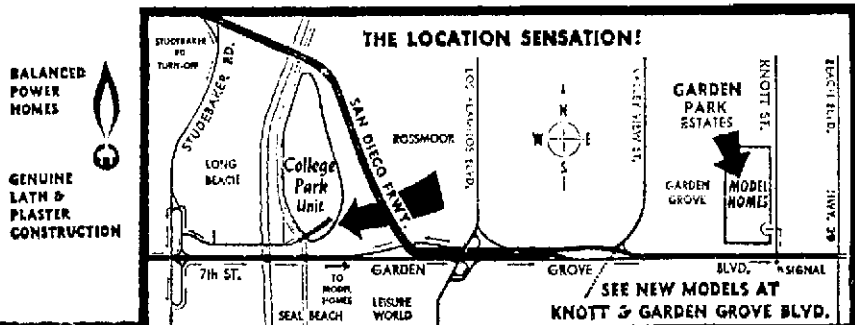 BALANCED
POWER
HOMES
GENUINE
LATH &
PLASTER
CONSTRUCTION
THE LOCATION SENSATION!
STUDEBAKER
RD
TURN-OFF
STUDEBAKER RD.
LONG
BEACH
College
Park
Unit
SAN DIEGO FRWY.
ROSSMOOR
LOS ALAMITOS BLVD.
N
W E
S
VALLEY VIEW ST.
GARDEN
PARK
ESTATES
KNOTT ST.
BEACH BLVD. HWY. 39
GARDEN
GROVE
MODEL
HOMES
7th ST.
TO
MODEL
HOMES
GARDEN GROVE BLVD.
SIGNAL
SEAL BEACH
LEISURE
WORLD
SEE NEW MODELS AT
KNOTT & GARDEN GROVE BLVD.